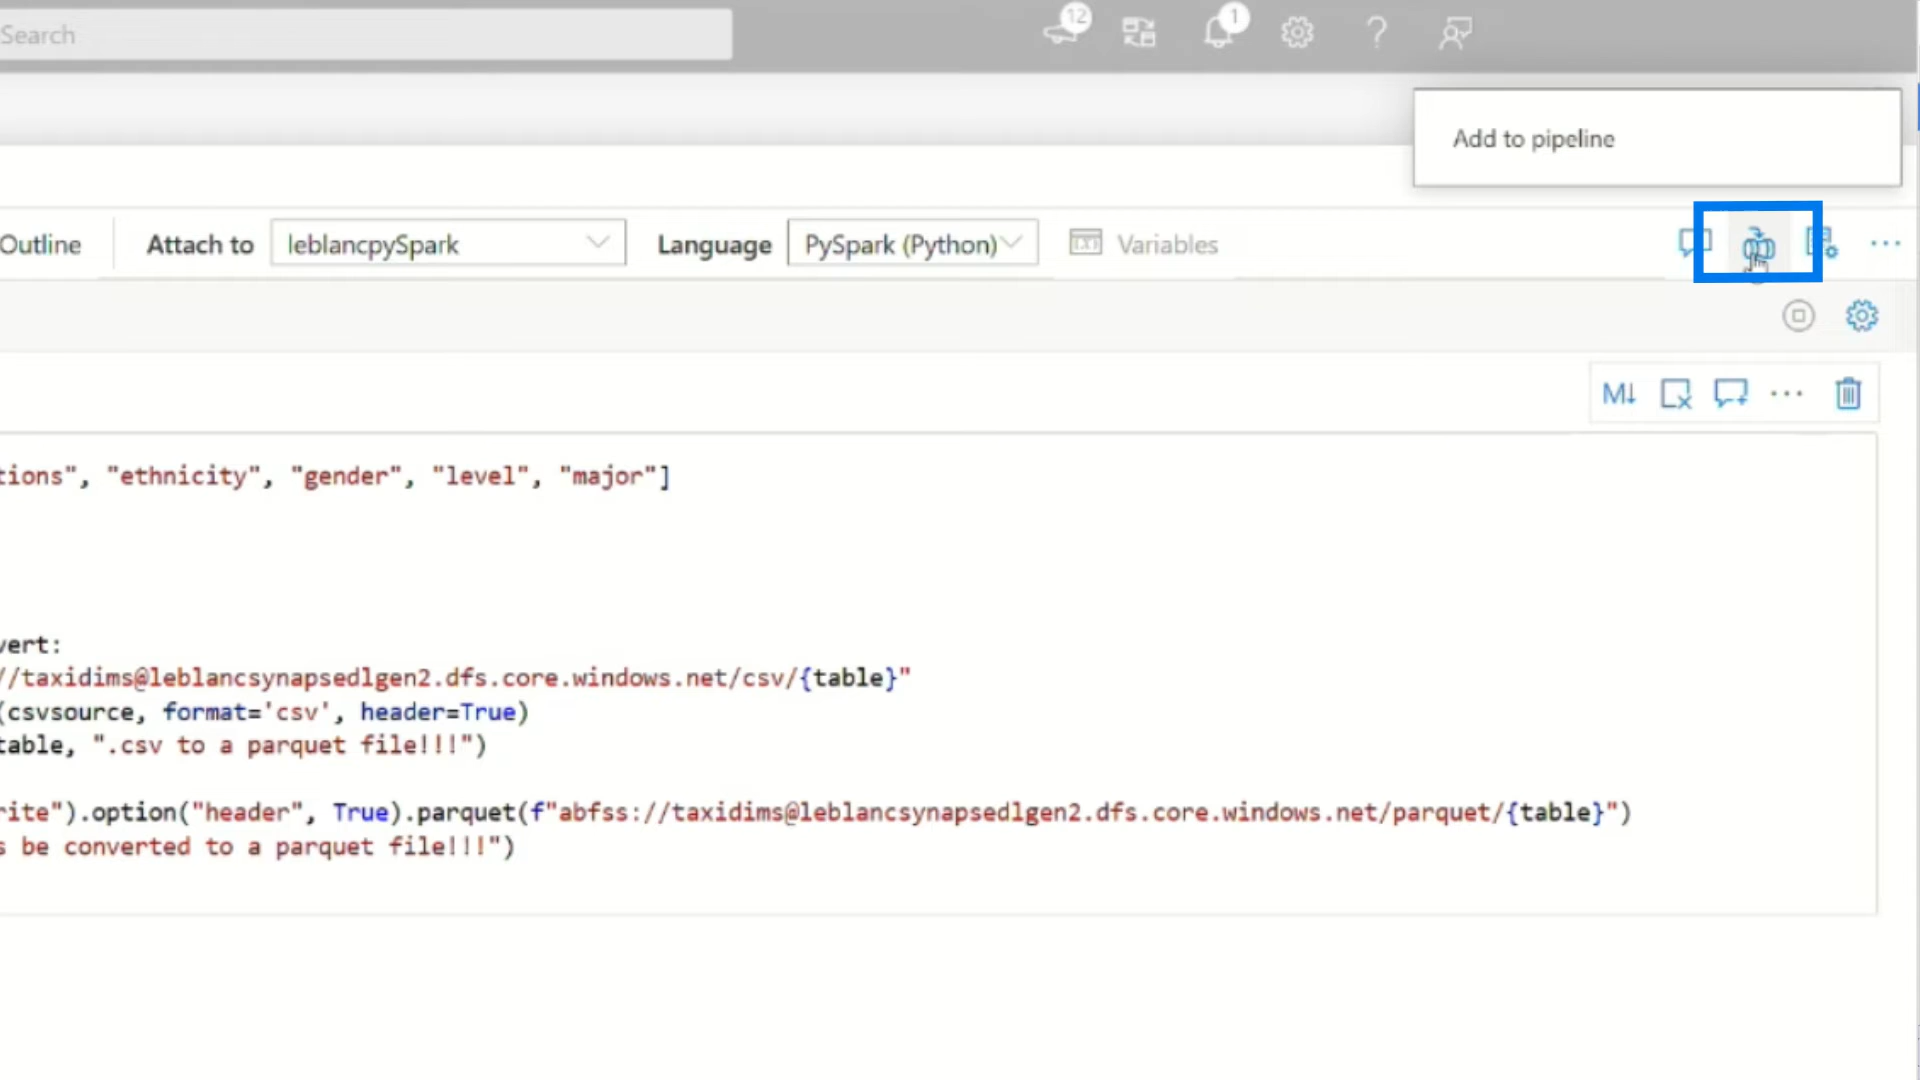 Search
12
1
Add to pipeline
Outline Attach to leblancpySpark Language PySpark (Python) Variables
M↓
tions", "ethnicity", "gender", "level", "major"]
vert:
//taxidims@leblancsynapsedlgen2.dfs.core.windows.net/csv/{table}"
(csvsource, format='csv', header=True)
table, ".csv to a parquet file!!!")
rite").option("header", True).parquet(f"abfss://taxidims@leblancsynapsedlgen2.dfs.core.windows.net/parquet/{table}")
s be converted to a parquet file!!!")